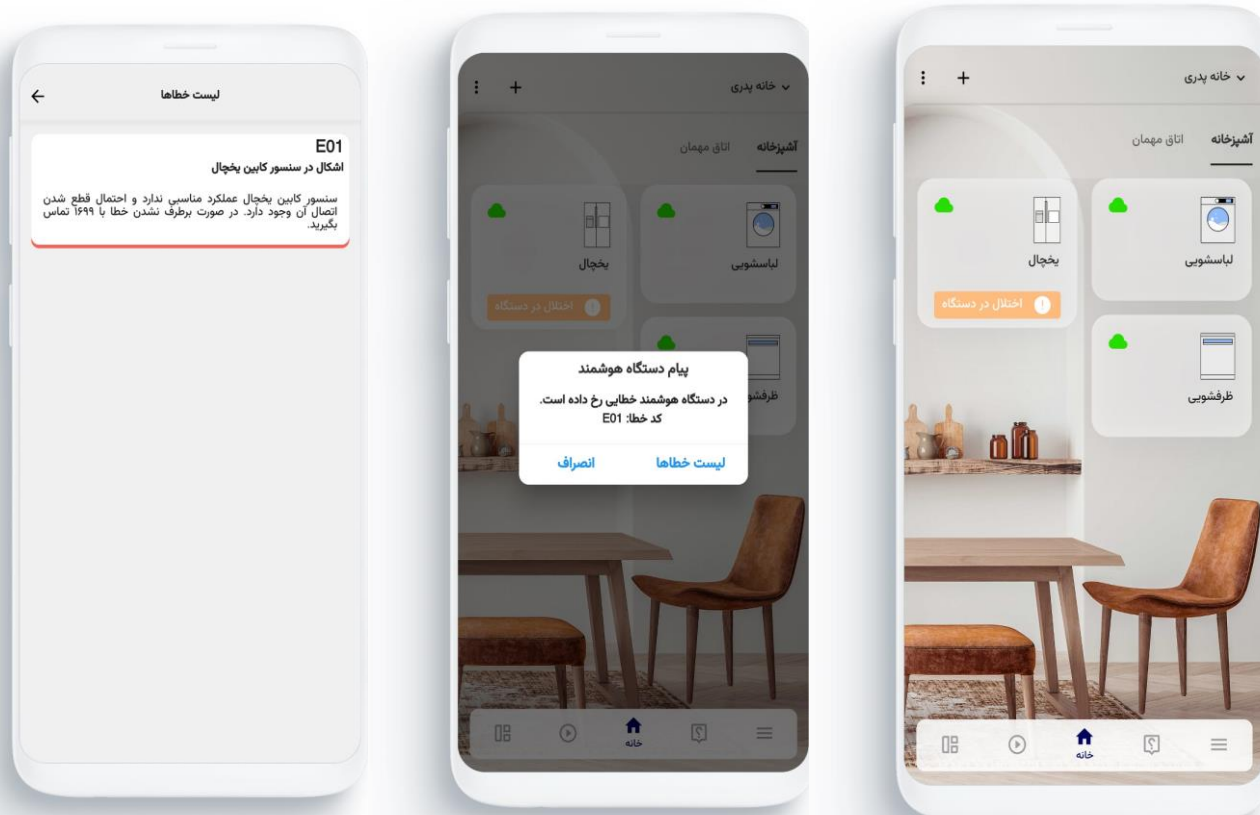 لیست خطاها
E01
اشکال در سنسور کابین یخچال
سنسور کابین یخچال عملکرد مناسبی ندارد و احتمال قطع شدن
اتصال آن وجود دارد. در صورت برطرف نشدن خطا با ۱۶۹۹ تماس
بگیرید.
خانه پدری
آشپزخانه اتاق مهمان
لباسشویی
یخچال
اختلال در دستگاه
ظرفشو
پیام دستگاه هوشمند
در دستگاه هوشمند خطایی رخ داده است.
کد خطا: E01
لیست خطاها انصراف
خانه
خانه پدری
آشپزخانه اتاق مهمان
لباسشویی
یخچال
اختلال در دستگاه
ظرفشویی
خانه